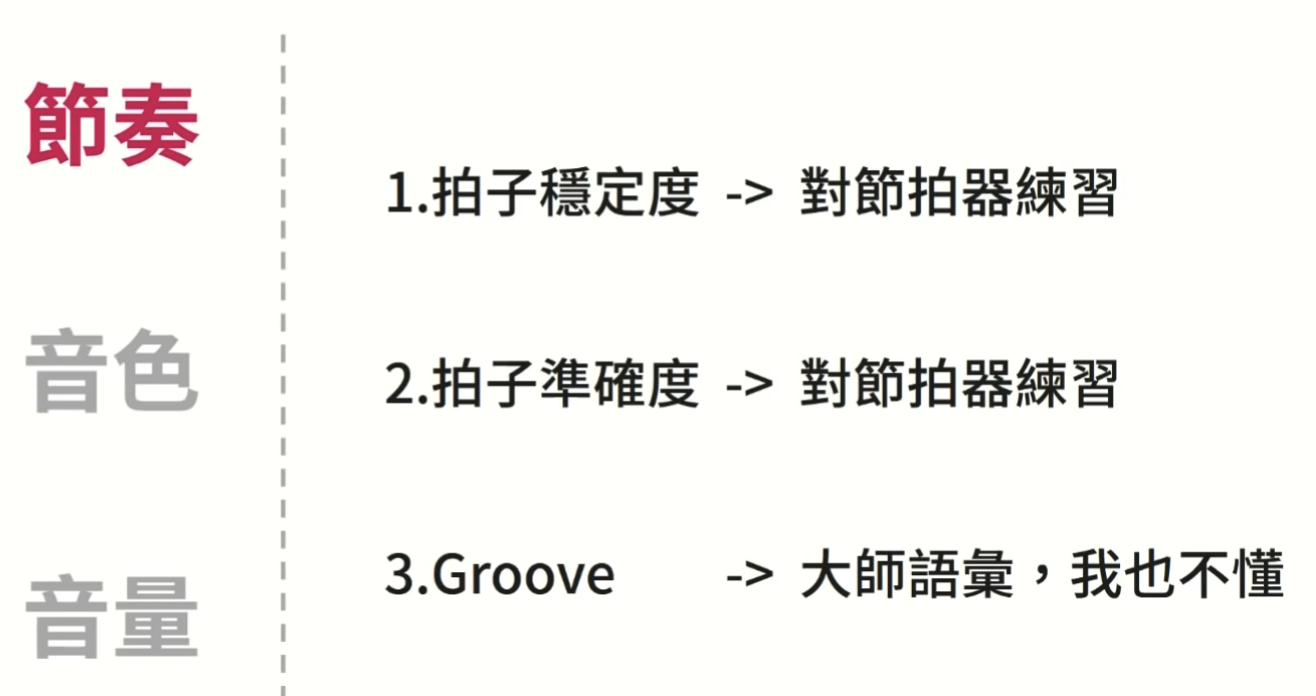 節奏
1.拍子穩定度 -> 對節拍器練習
音色
2.拍子準確度 -> 對節拍器練習
3.Groove -> 大師語彙，我也不懂
音量